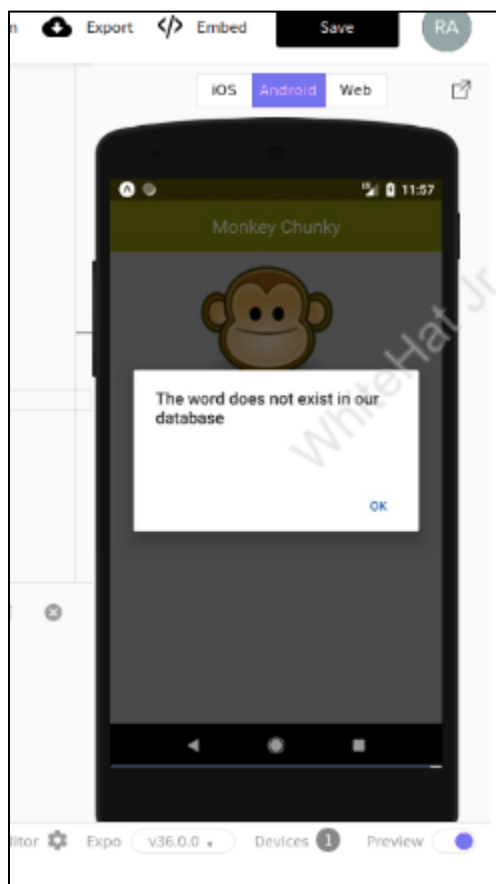 Export </> Embed Save RA
iOS Android Web
11:57
Monkey Chunky
The word does not exist in our
database
OK
WhiteHat Jr
Expo v36.0.0 Devices 1 Preview